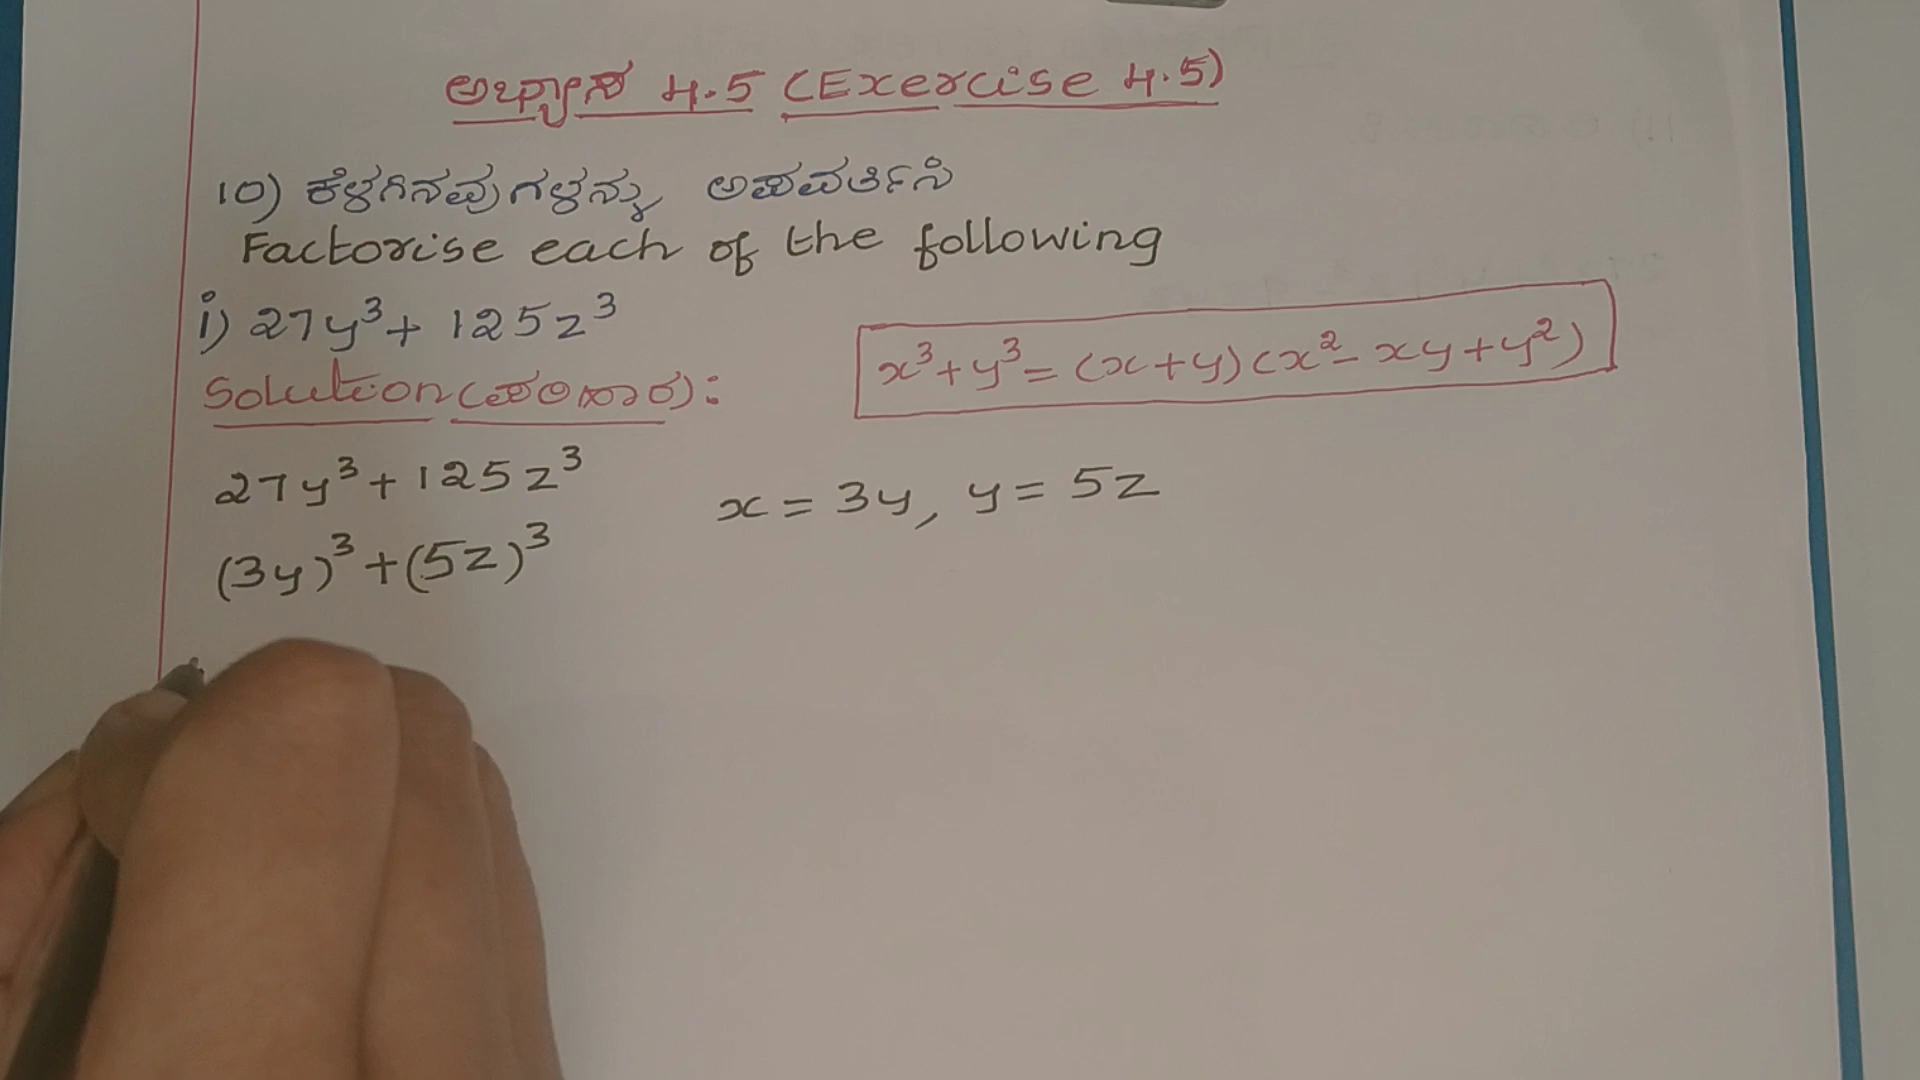 ಅಭ್ಯಾಸ 4.5 (Exercise 4.5)
10) ಕೆಳಗಿನವುಗಳನ್ನು ಅಪವರ್ತಿಸಿ
Factorise each of the following
i) 27y³ + 125z³
x³ + y³ = (x + y) (x² - xy + y²)
Solution (ಪರಿಹಾರ):
27y³ + 125z³
x = 3y, y = 5z
(3y)³ + (5z)³